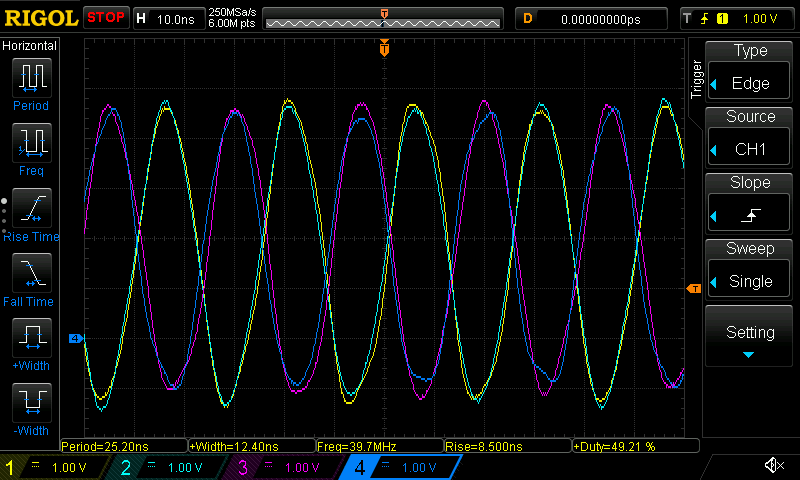 RIGOL STOP H 10.0ns 250MSa/s 6.00M pts T D 0.00000000ps T 1 1.00 V
Horizontal
Period
Freq
Rise Time
Fall Time
+Width
-Width
T
T
4
Trigger
Type
Edge
Source
CH1
Slope
Sweep
Single
Setting
Period=25.20ns +Width=12.40ns Freq=39.7MHz Rise=8.500ns +Duty=49.21 %
1 1.00 V 2 1.00 V 3 1.00 V 4 1.00 V